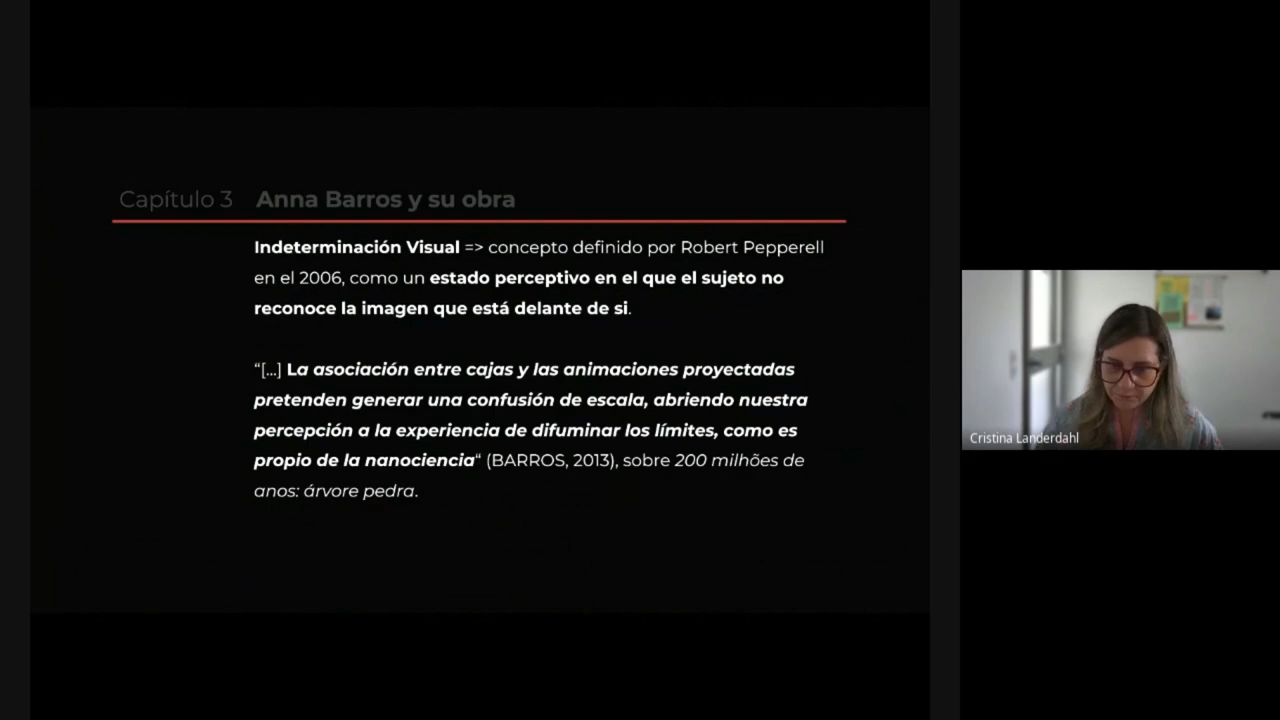 Capítulo 3 Anna Barros y su obra
Indeterminación Visual => concepto definido por Robert Pepperell
en el 2006, como un estado perceptivo en el que el sujeto no
reconoce la imagen que está delante de si.
“[...] La asociación entre cajas y las animaciones proyectadas
pretenden generar una confusión de escala, abriendo nuestra
percepción a la experiencia de difuminar los límites, como es
propio de la nanociencia“ (BARROS, 2013), sobre 200 milhões de
anos: árvore pedra.
Cristina Landerdahl